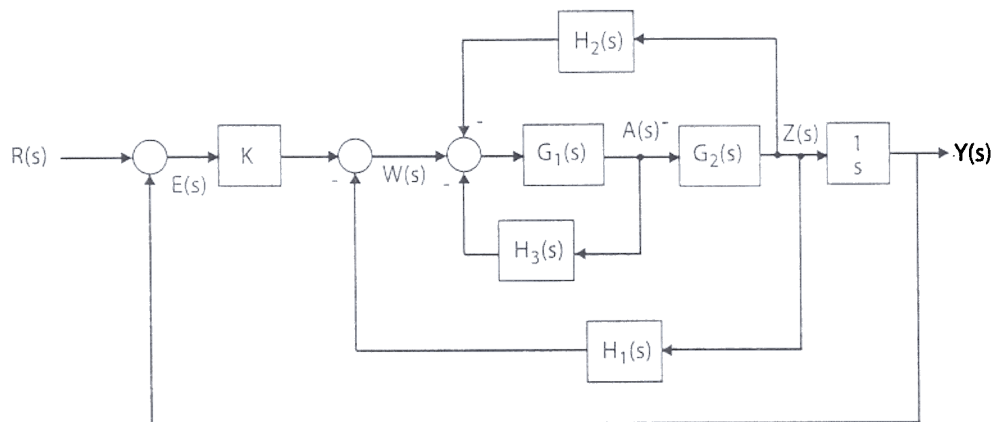 H₂(s)
-
R(s)
E(s)
K
-
W(s)
-
G₁(s)
A(s)-
G₂(s)
Z(s)
1
s
Y(s)
H₃(s)
H₁(s)